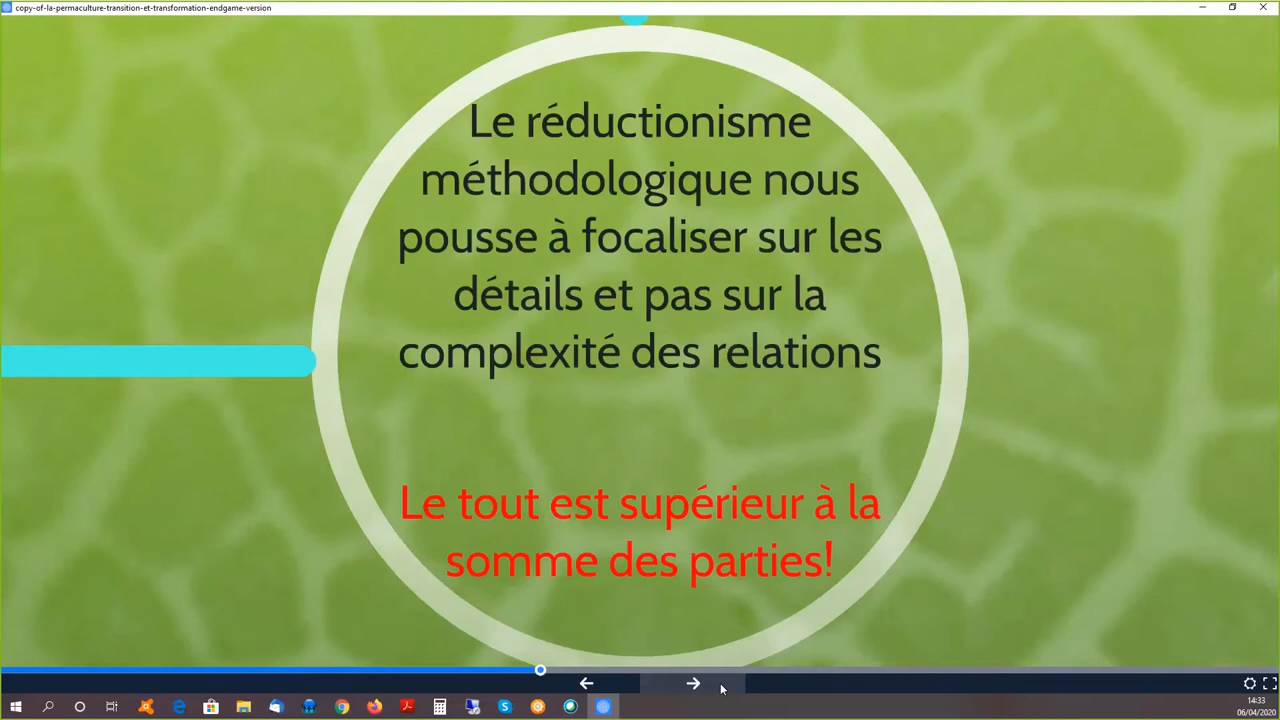 copy-of-la-permaculture-transition-et-transformation-endgame-version
Le réductionisme
méthodologique nous
pousse à focaliser sur les
détails et pas sur la
complexité des relations
Le tout est supérieur à la
somme des parties!
14:33
06/04/2020